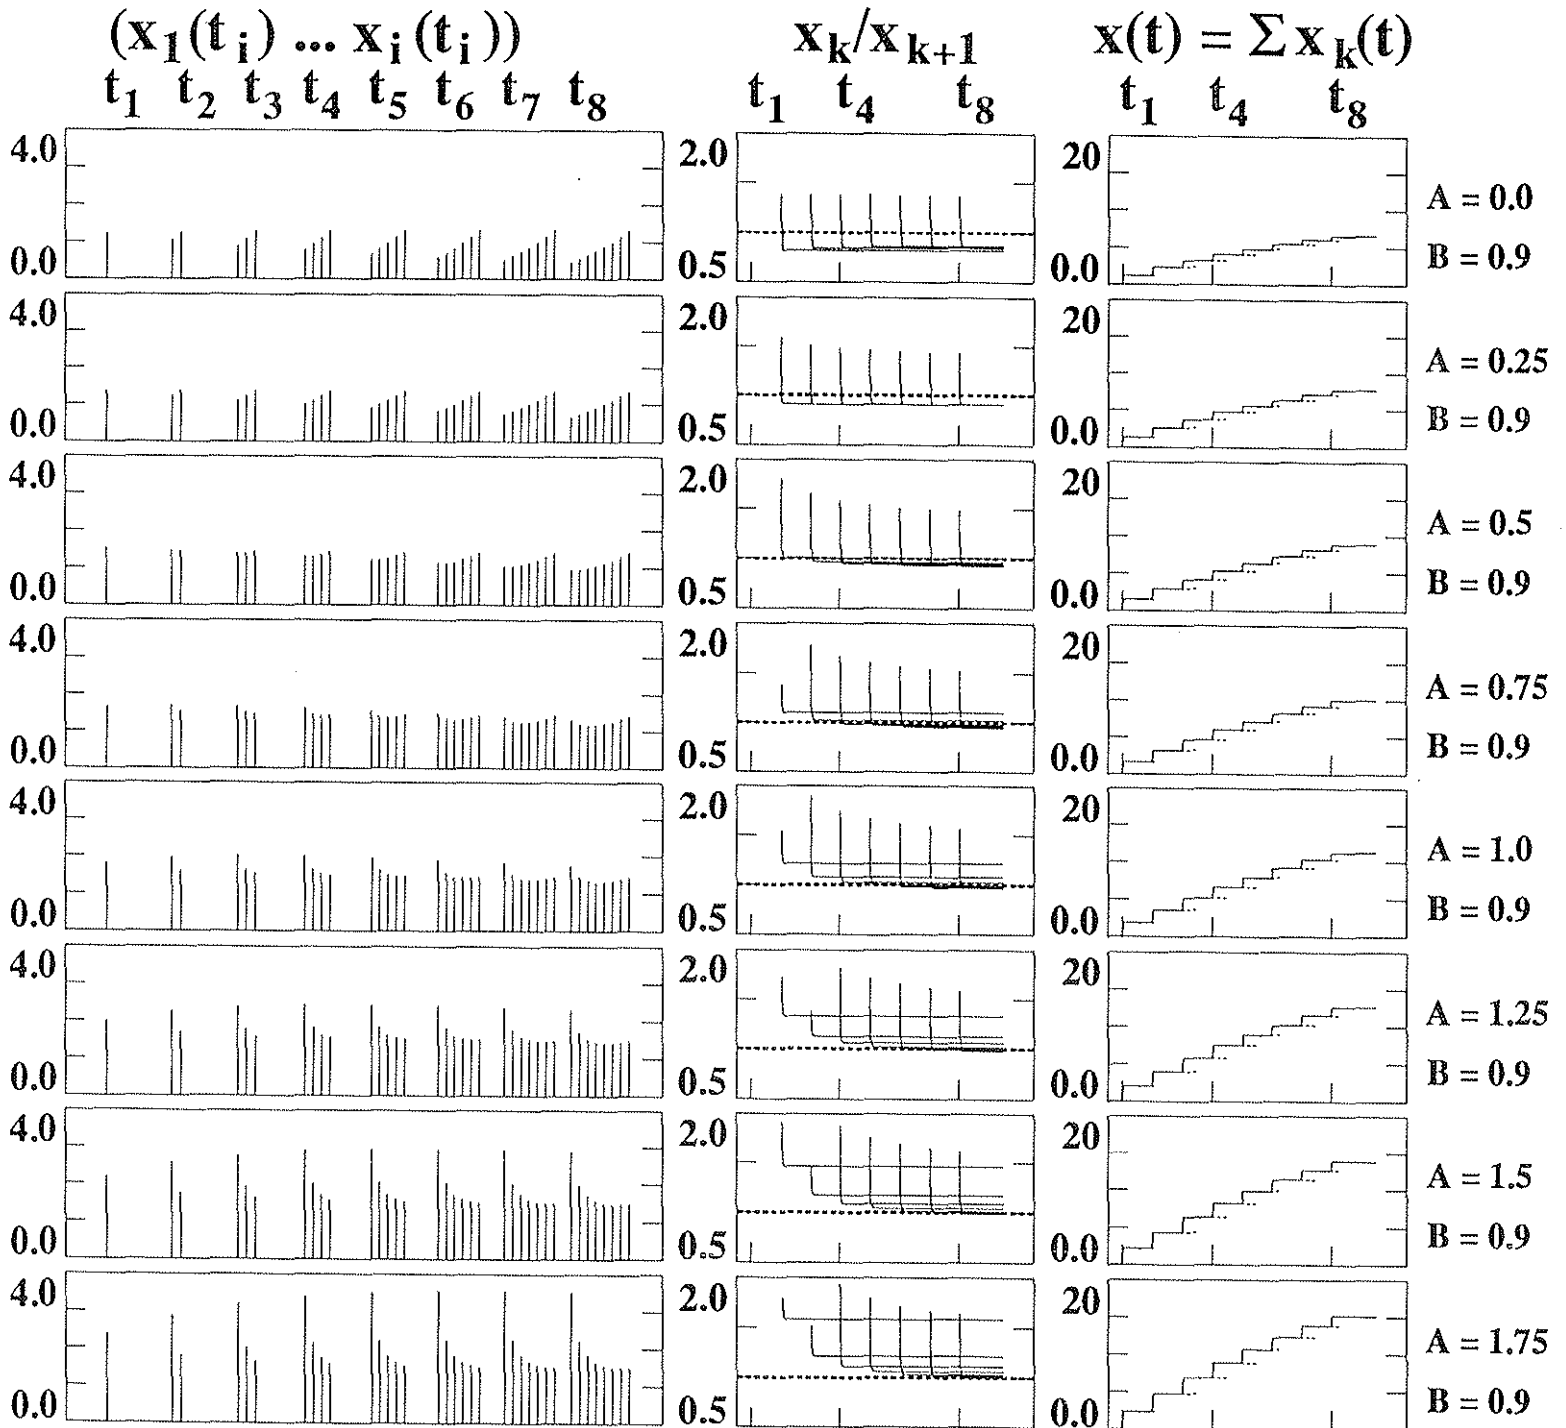 (x1(ti) ... xi(ti)) xk/xk+1 x(t) = Σ xk(t)
t1 t2 t3 t4 t5 t6 t7 t8 t1 t4 t8 t1 t4 t8
4.0 2.0 20 A = 0.0
0.0 0.5 0.0 B = 0.9
4.0 2.0 20 A = 0.25
0.0 0.5 0.0 B = 0.9
4.0 2.0 20 A = 0.5
0.0 0.5 0.0 B = 0.9
4.0 2.0 20 A = 0.75
0.0 0.5 0.0 B = 0.9
4.0 2.0 20 A = 1.0
0.0 0.5 0.0 B = 0.9
4.0 2.0 20 A = 1.25
0.0 0.5 0.0 B = 0.9
4.0 2.0 20 A = 1.5
0.0 0.5 0.0 B = 0.9
4.0 2.0 20 A = 1.75
0.0 0.5 0.0 B = 0.9